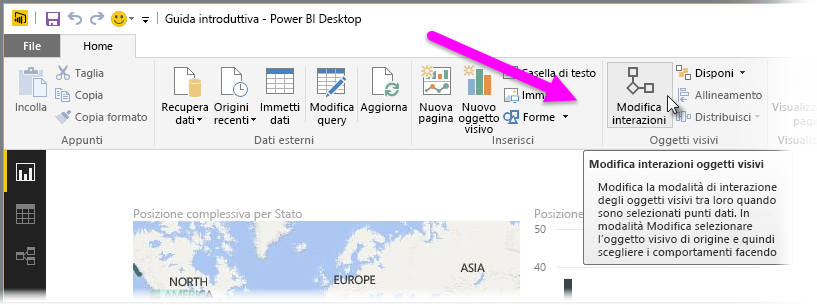 Guida introduttiva - Power BI Desktop
File
Home
Incolla
Taglia
Copia
Copia formato
Appunti
Recupera
dati
Origini
recenti
Immetti
dati
Modifica
query
Aggiorna
Dati esterni
Nuova
pagina
Nuovo
oggetto
visivo
Casella di testo
Imm
Forme
Inserisci
Modifica
interazioni
Disponi
Allineamento
Distribuisci
Oggetti visivi
Visualiz
pag
Visualiz
Modifica interazioni oggetti visivi
Modifica la modalità di interazione
degli oggetti visivi tra loro quando
sono selezionati punti dati. In
modalità Modifica selezionare
l'oggetto visivo di origine e quindi
scegliere i comportamenti facendo
Posizione complessiva per Stato
Posizione
50
40
NORTH
AMERICA
EUROPE
ASIA